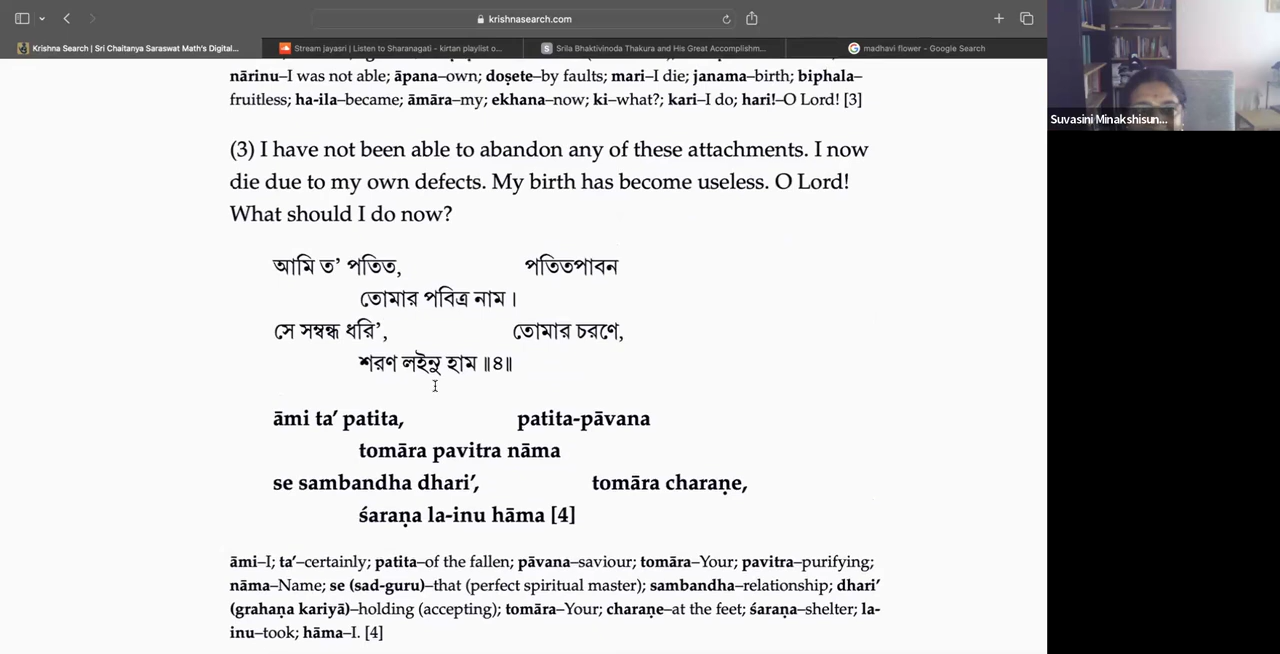 krishnasearch.com
Krishna Search | Sri Chaitanya Saraswat Math's Digital...
Stream jayasri | Listen to Sharanagati - kirtan playlist o...
S Srila Bhaktivinoda Thakura and His Great Accomplishm...
madhavi flower - Google Search
nārinu–I was not able; āpana–own; doṣete–by faults; mari–I die; janama–birth; biphala–
fruitless; ha-ila–became; āmāra–my; ekhana–now; ki–what?; kari–I do; hari!–O Lord! [3]
Suvasini Minakshisun...
(3) I have not been able to abandon any of these attachments. I now
die due to my own defects. My birth has become useless. O Lord!
What should I do now?
আমি ত’ পতিত, পতিতপাবন
তোমার পবিত্র নাম ।
সে সম্বন্ধ ধরি’, তোমার চরণে,
শরণ লইনু হাম ॥৪॥
āmi ta’ patita, patita-pāvana
tomāra pavitra nāma
se sambandha dhari’, tomāra charaṇe,
śaraṇa la-inu hāma [4]
āmi–I; ta’–certainly; patita–of the fallen; pāvana–saviour; tomāra–Your; pavitra–purifying;
nāma–Name; se (sad-guru)–that (perfect spiritual master); sambandha–relationship; dhari’
(grahaṇa kariyā)–holding (accepting); tomāra–Your; charaṇe–at the feet; śaraṇa–shelter; la-
inu–took; hāma–I. [4]